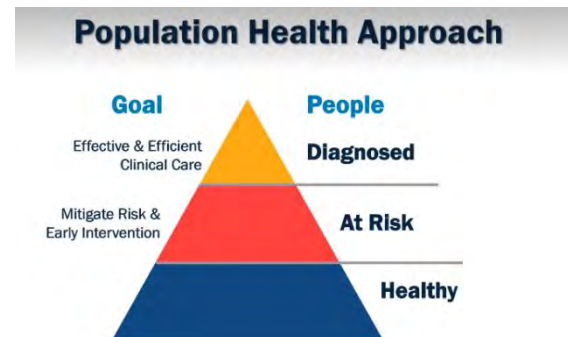 Population Health Approach
Goal
People
Effective & Efficient
Clinical Care
Diagnosed
Mitigate Risk &
Early Intervention
At Risk
Healthy